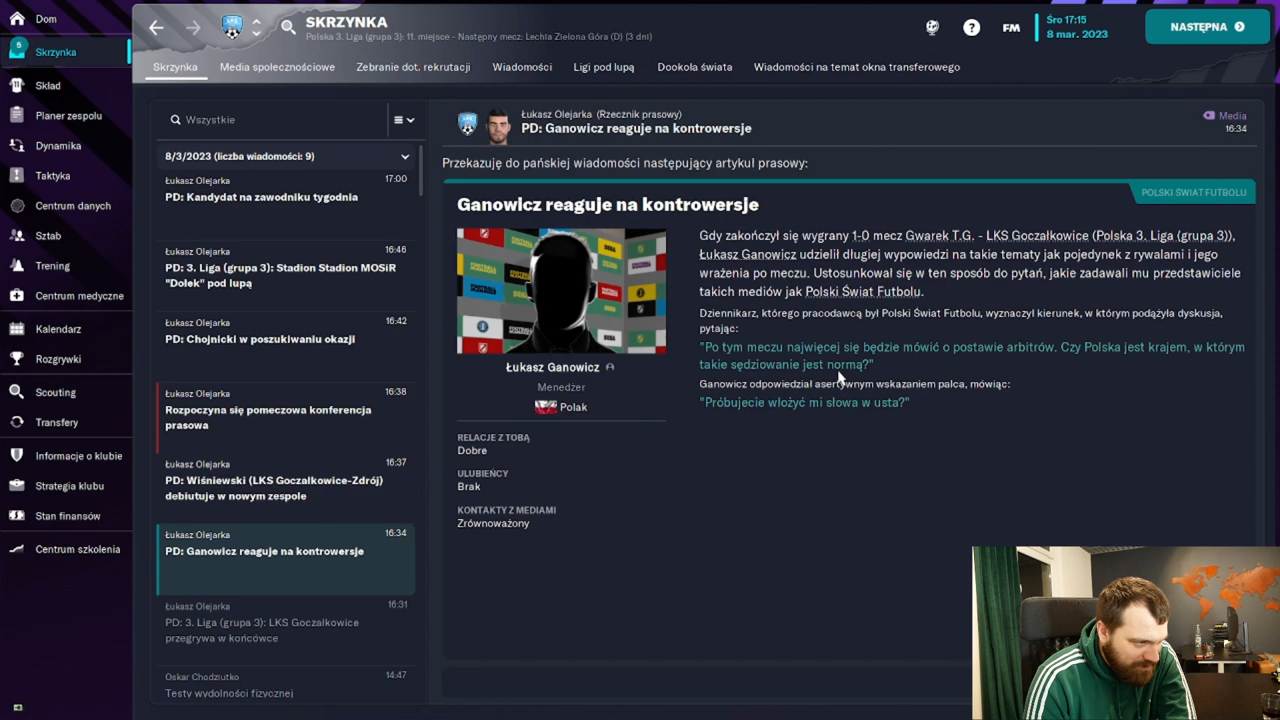 Dom
5
Skrzynka
Skład
Planer zespołu
Dynamika
Taktyka
Centrum danych
Sztab
Trening
Centrum medyczne
Kalendarz
Rozgrywki
Scouting
Transfery
Informacje o klubie
Strategia klubu
Stan finansów
Centrum szkolenia
SKRZYNKA
Polska 3. Liga (grupa 3): 11. miejsce - Następny mecz: Lechia Zielona Góra (D) (3 dni)
FM
Śro 17:15
8 mar. 2023
NASTĘPNA
Skrzynka
Media społecznościowe
Zebranie dot. rekrutacji
Wiadomości
Ligi pod lupą
Dookoła świata
Wiadomości na temat okna transferowego
Wszystkie
8/3/2023 (liczba wiadomości: 9)
Łukasz Olejarka 17:00
PD: Kandydat na zawodniku tygodnia
Łukasz Olejarka 16:46
PD: 3. Liga (grupa 3): Stadion Stadion MOSiR
"Dołek" pod lupą
Łukasz Olejarka 16:42
PD: Chojnicki w poszukiwaniu okazji
Łukasz Olejarka 16:38
Rozpoczyna się pomeczowa konferencja
prasowa
Łukasz Olejarka 16:37
PD: Wiśniewski (LKS Goczałkowice-Zdrój)
debiutuje w nowym zespole
Łukasz Olejarka 16:34
PD: Ganowicz reaguje na kontrowersje
Łukasz Olejarka 16:31
PD: 3. Liga (grupa 3): LKS Goczałkowice
przegrywa w końcówce
Oskar Chodziutko 14:47
Testy wydolności fizycznej
Łukasz Olejarka (Rzecznik prasowy)
PD: Ganowicz reaguje na kontrowersje
Media
16:34
Przekazuję do pańskiej wiadomości następujący artykuł prasowy:
POLSKI ŚWIAT FUTBOLU
Ganowicz reaguje na kontrowersje
Łukasz Ganowicz
Menedżer
Polak
RELACJE Z TOBĄ
Dobre
ULUBIEŃCY
Brak
KONTAKTY Z MEDIAMI
Zrównoważony
Gdy zakończył się wygrany 1-0 mecz Gwarek T.G. - LKS Goczałkowice (Polska 3. Liga (grupa 3)),
Łukasz Ganowicz udzielił długiej wypowiedzi na takie tematy jak pojedynek z rywalami i jego
wrażenia po meczu. Ustosunkował się w ten sposób do pytań, jakie zadawali mu przedstawiciele
takich mediów jak Polski Świat Futbolu.
Dziennikarz, którego pracodawcą był Polski Świat Futbolu, wyznaczył kierunek, w którym podążyła dyskusja,
pytając:
"Po tym meczu najwięcej się będzie mówić o postawie arbitrów. Czy Polska jest krajem, w którym
takie sędziowanie jest normą?"
Ganowicz odpowiedział asertywnym wskazaniem palca, mówiąc:
"Próbujecie włożyć mi słowa w usta?"